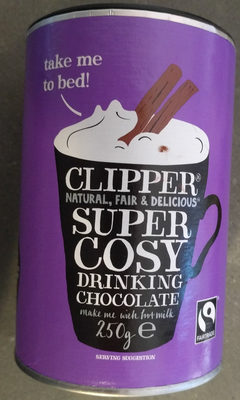 take me
to bed!
CLIPPER®
NATURAL, FAIR & DELICIOUS®
SUPER
COSY
DRINKING
CHOCOLATE
make me with hot milk
250g e
FAIRTRADE
SERVING SUGGESTION